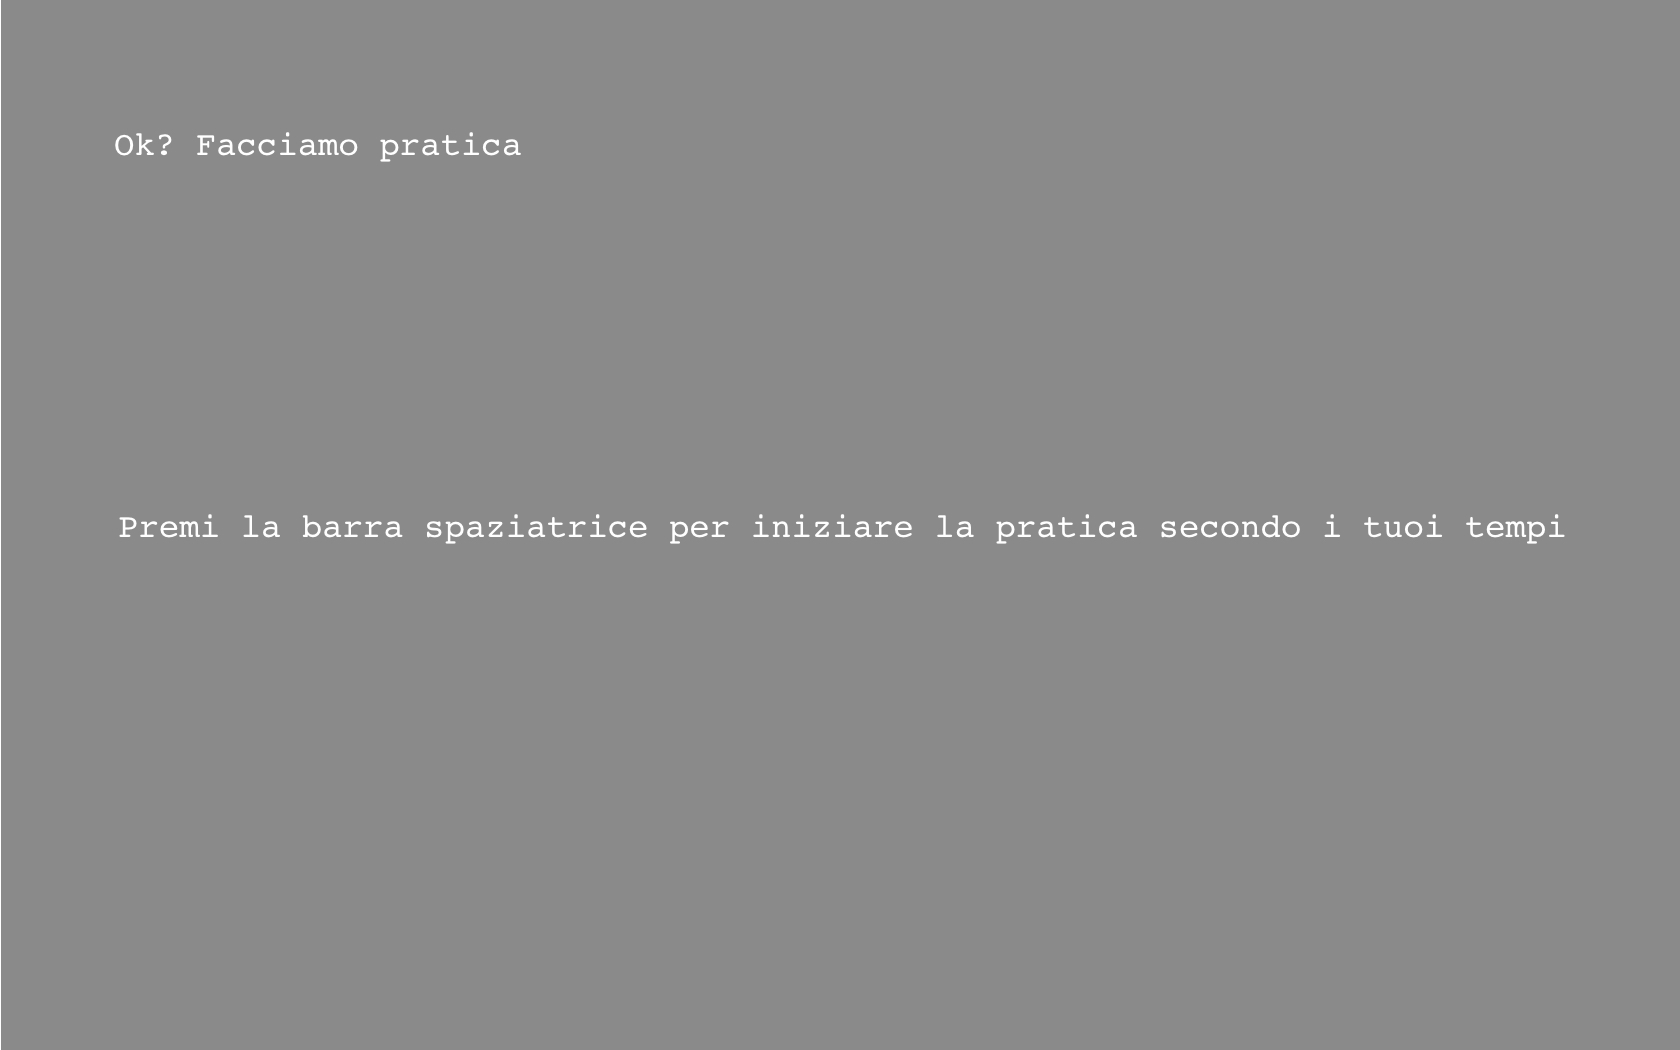 Ok? Facciamo pratica
Premi la barra spaziatrice per iniziare la pratica secondo i tuoi tempi